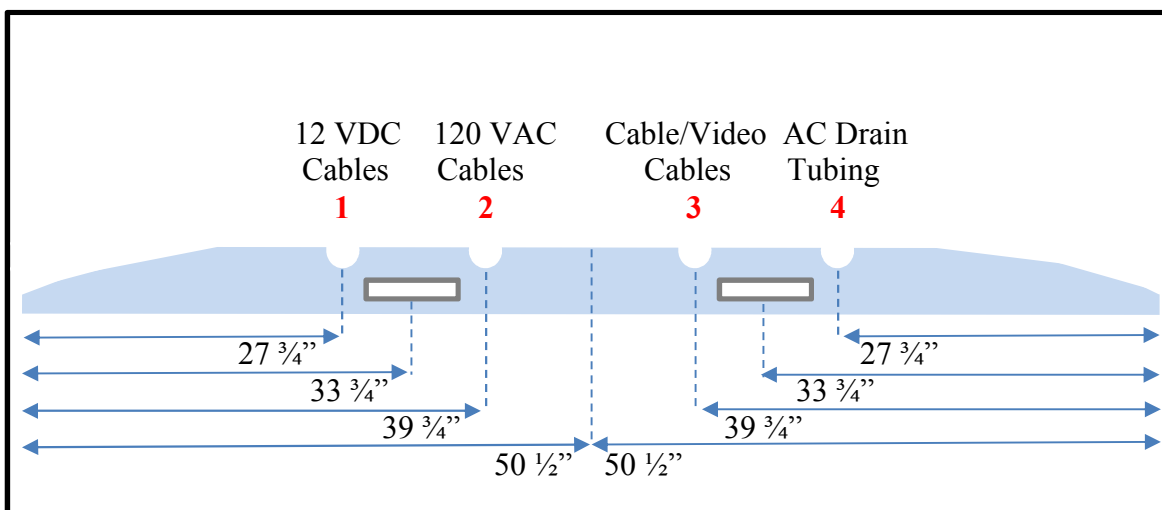 12 VDC 120 VAC Cable/Video AC Drain
Cables Cables Cables Tubing
1 2 3 4
27 ¾” 27 ¾”
33 ¾” 33 ¾”
39 ¾” 39 ¾”
50 ½” 50 ½”